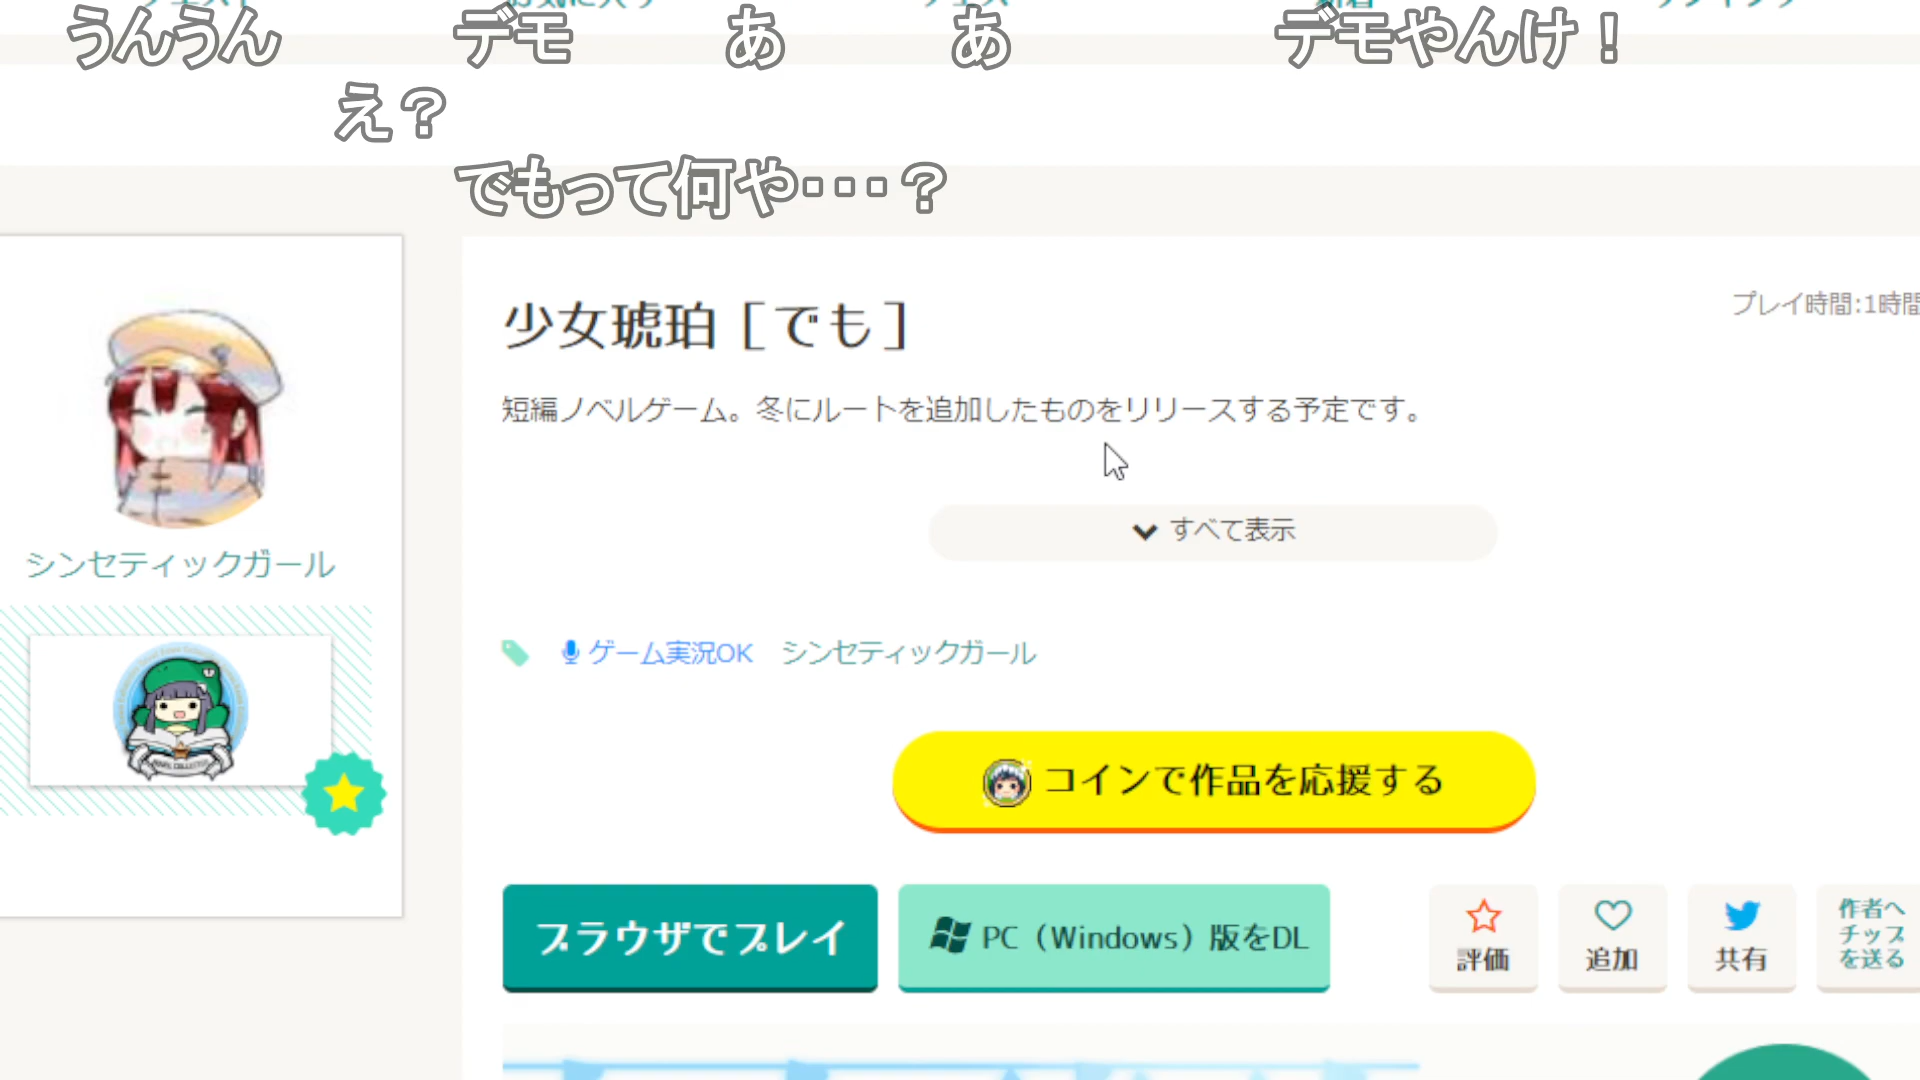 うんうん デモ あ あ デモやんけ！
え？
でもって何や･･･？
少女琥珀［でも］
プレイ時間:1時間
短編ノベルゲーム。冬にルートを追加したものをリリースする予定です。
すべて表示
シンセティックガール
ゲーム実況OK シンセティックガール
コインで作品を応援する
ブラウザでプレイ
PC（Windows）版をDL
評価
追加
共有
作者へ
チップ
を送る